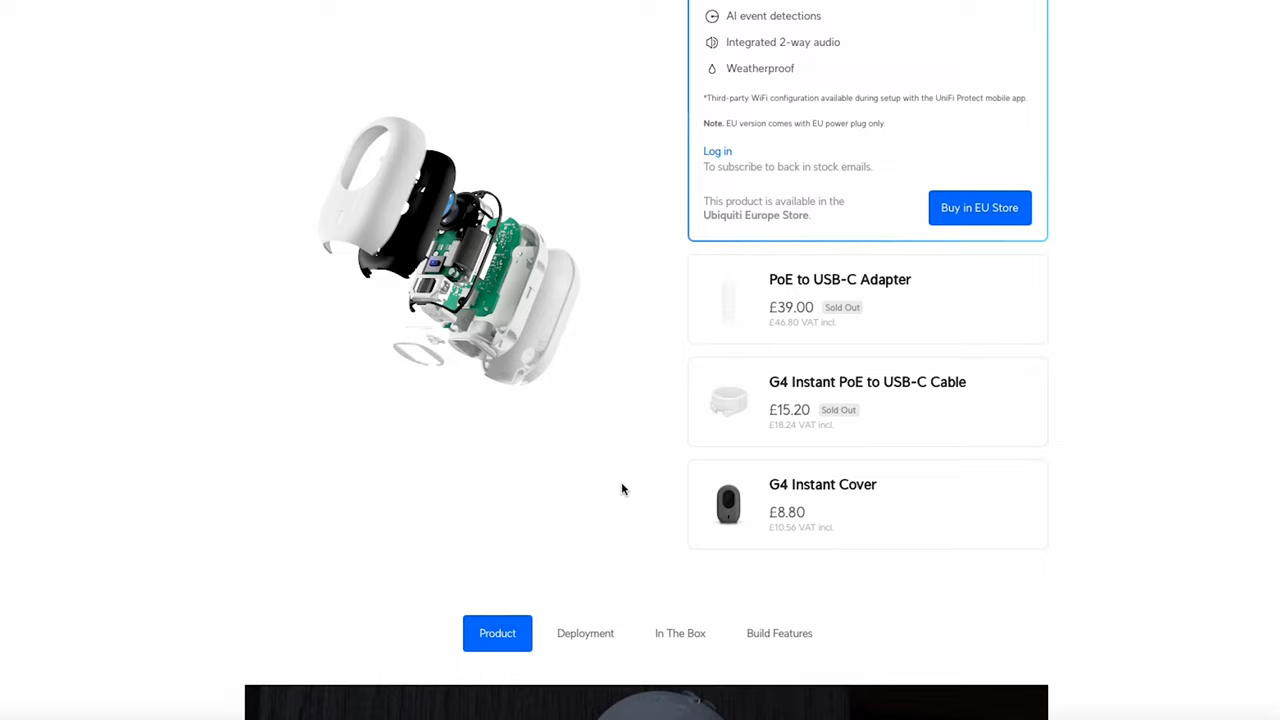 AI event detections
Integrated 2-way audio
Weatherproof
*Third-party WiFi configuration available during setup with the UniFi Protect mobile app.
Note. EU version comes with EU power plug only.
Log in
To subscribe to back in stock emails.
This product is available in the
Ubiquiti Europe Store.
Buy in EU Store
PoE to USB-C Adapter
£39.00 Sold Out
£46.80 VAT incl.
G4 Instant PoE to USB-C Cable
£15.20 Sold Out
£18.24 VAT incl.
G4 Instant Cover
£8.80
£10.56 VAT incl.
Product Deployment In The Box Build Features